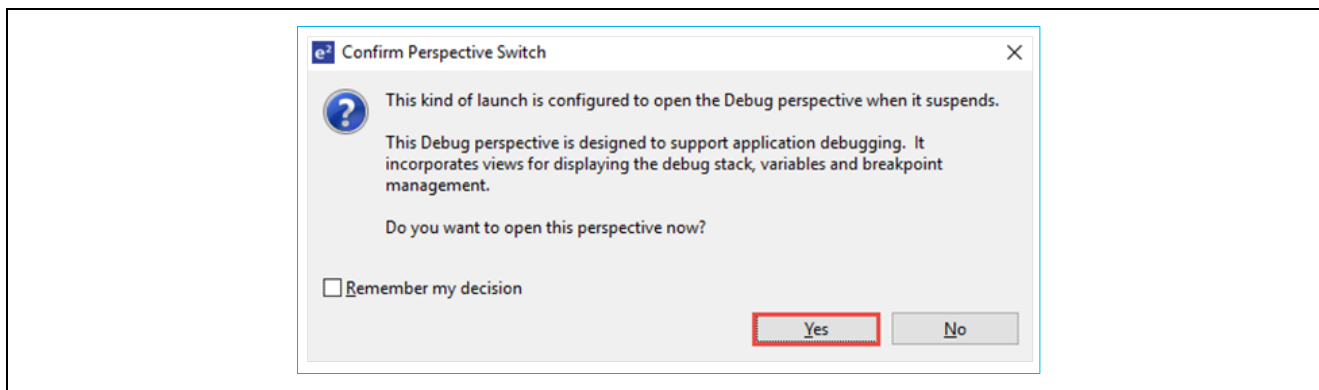 e² Confirm Perspective Switch
This kind of launch is configured to open the Debug perspective when it suspends.
This Debug perspective is designed to support application debugging. It
incorporates views for displaying the debug stack, variables and breakpoint
management.
Do you want to open this perspective now?
Remember my decision
Yes No